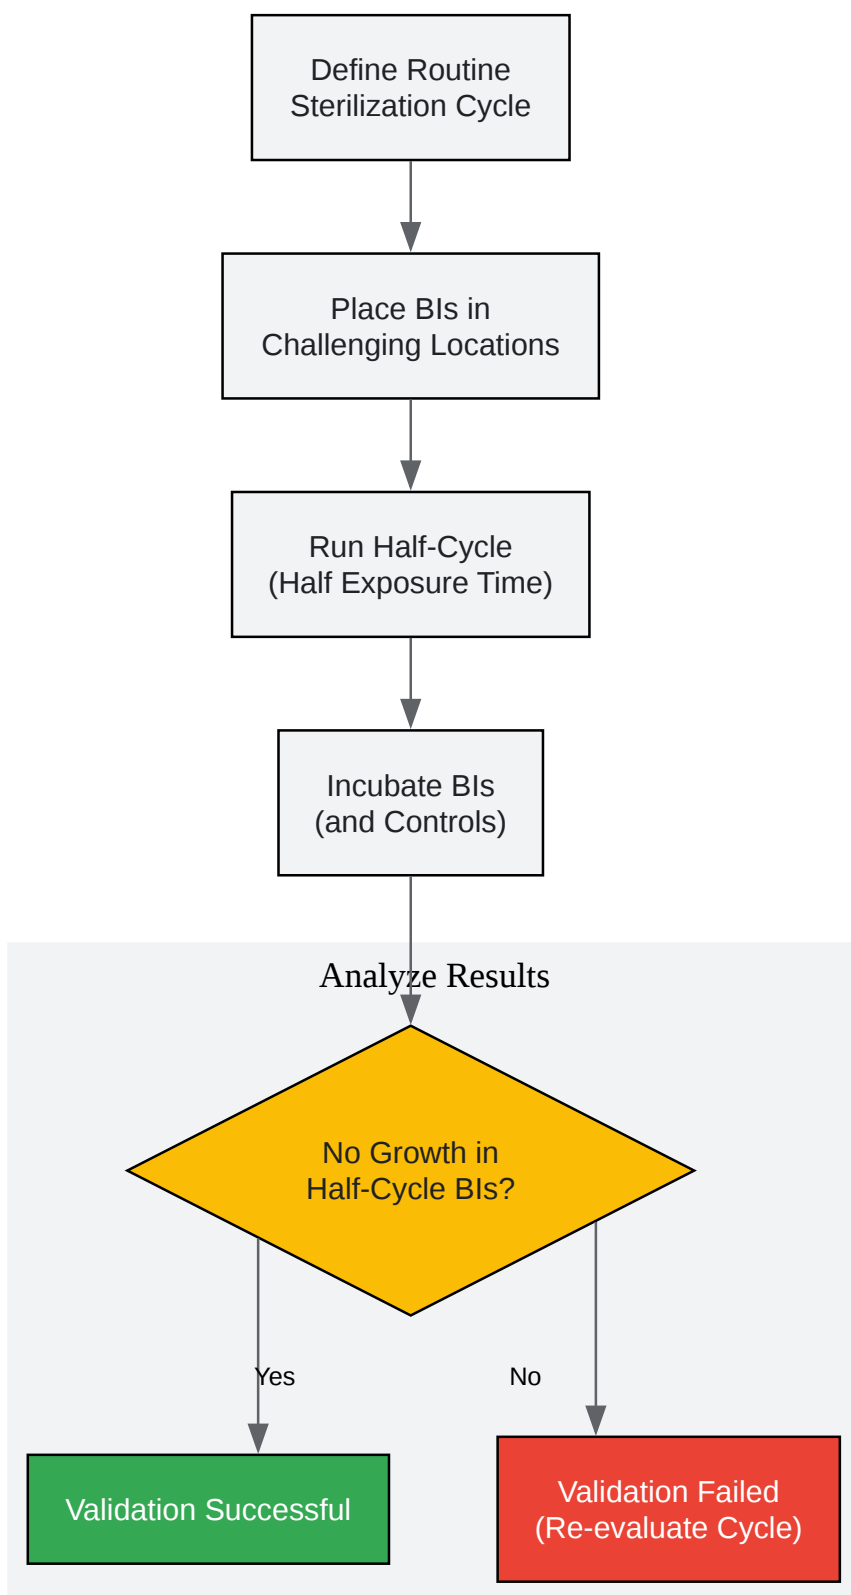 Define Routine
Sterilization Cycle
Place BIs in
Challenging Locations
Run Half-Cycle
(Half Exposure Time)
Incubate BIs
(and Controls)
Analyze Results
No Growth in
Half-Cycle BIs?
Yes
No
Validation Successful
Validation Failed
(Re-evaluate Cycle)